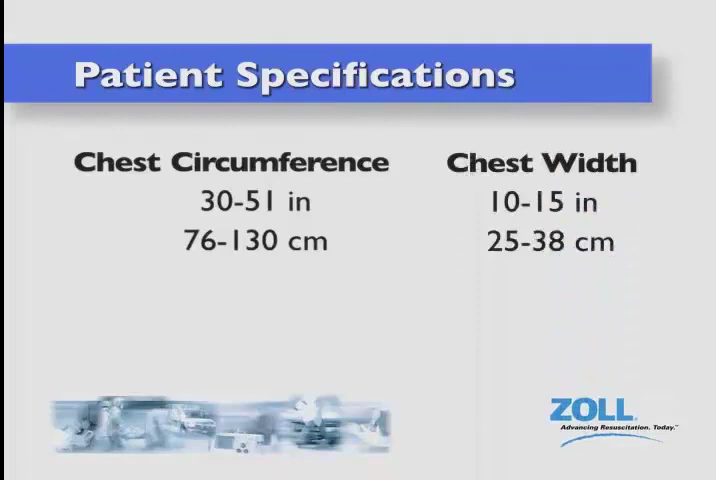 Patient Specifications
Chest Circumference
30-51 in
76-130 cm
Chest Width
10-15 in
25-38 cm
ZOLL
Advancing Resuscitation. Today.™